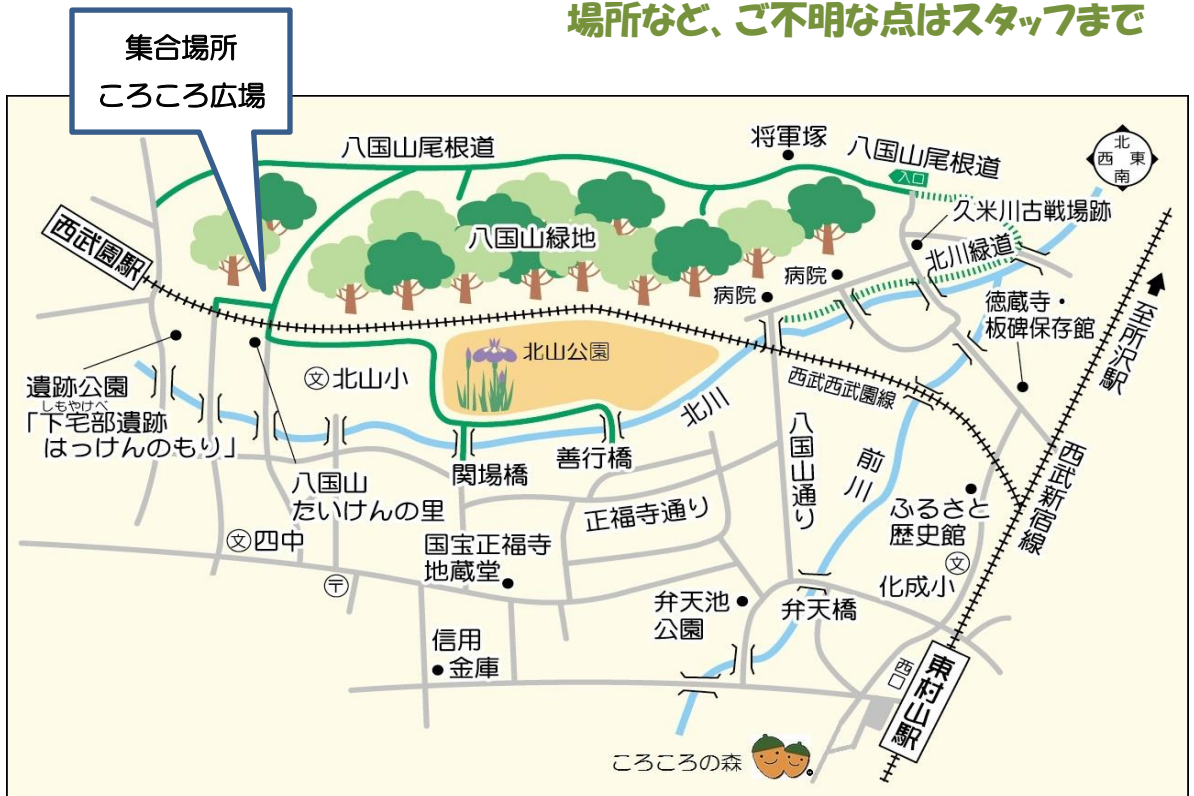 場所など、ご不明な点はスタッフまで
集合場所
ころころ広場
八国山尾根道
将軍塚
八国山尾根道
入口
北
西 東
南
久米川古戦場跡
西武園駅
八国山緑地
北川緑道
病院
病院
徳蔵寺・
板碑保存館
至所沢駅
北山公園
遺跡公園
しもやけべ
「下宅部遺跡
はっけんのもり」
文北山小
西武西武園線
北川
関場橋
善行橋
八国山通り
前川
西武新宿線
八国山
たいけんの里
正福寺通り
ふるさと
歴史館
文四中
国宝正福寺
地蔵堂
文
化成小
〒
弁天池
公園
弁天橋
信用
金庫
西口
東村山駅
ころころの森